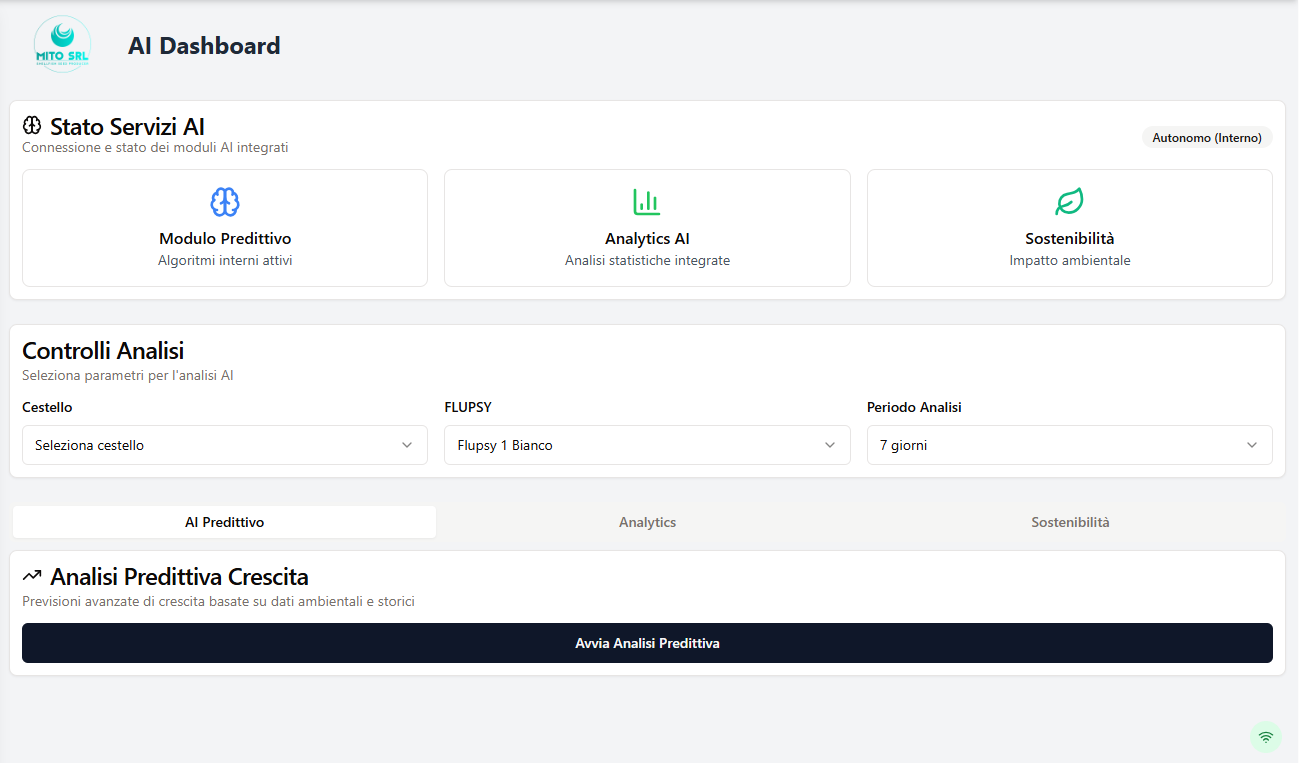 MITO SRL
AI Dashboard
Stato Servizi AI
Connessione e stato dei moduli AI integrati
Autonomo (Interno)
Modulo Predittivo
Algoritmi interni attivi
Analytics AI
Analisi statistiche integrate
Sostenibilità
Impatto ambientale
Controlli Analisi
Seleziona parametri per l'analisi AI
Cestello
Seleziona cestello
FLUPSY
Flupsy 1 Bianco
Periodo Analisi
7 giorni
AI Predittivo
Analytics
Sostenibilità
Analisi Predittiva Crescita
Previsioni avanzate di crescita basate su dati ambientali e storici
Avvia Analisi Predittiva